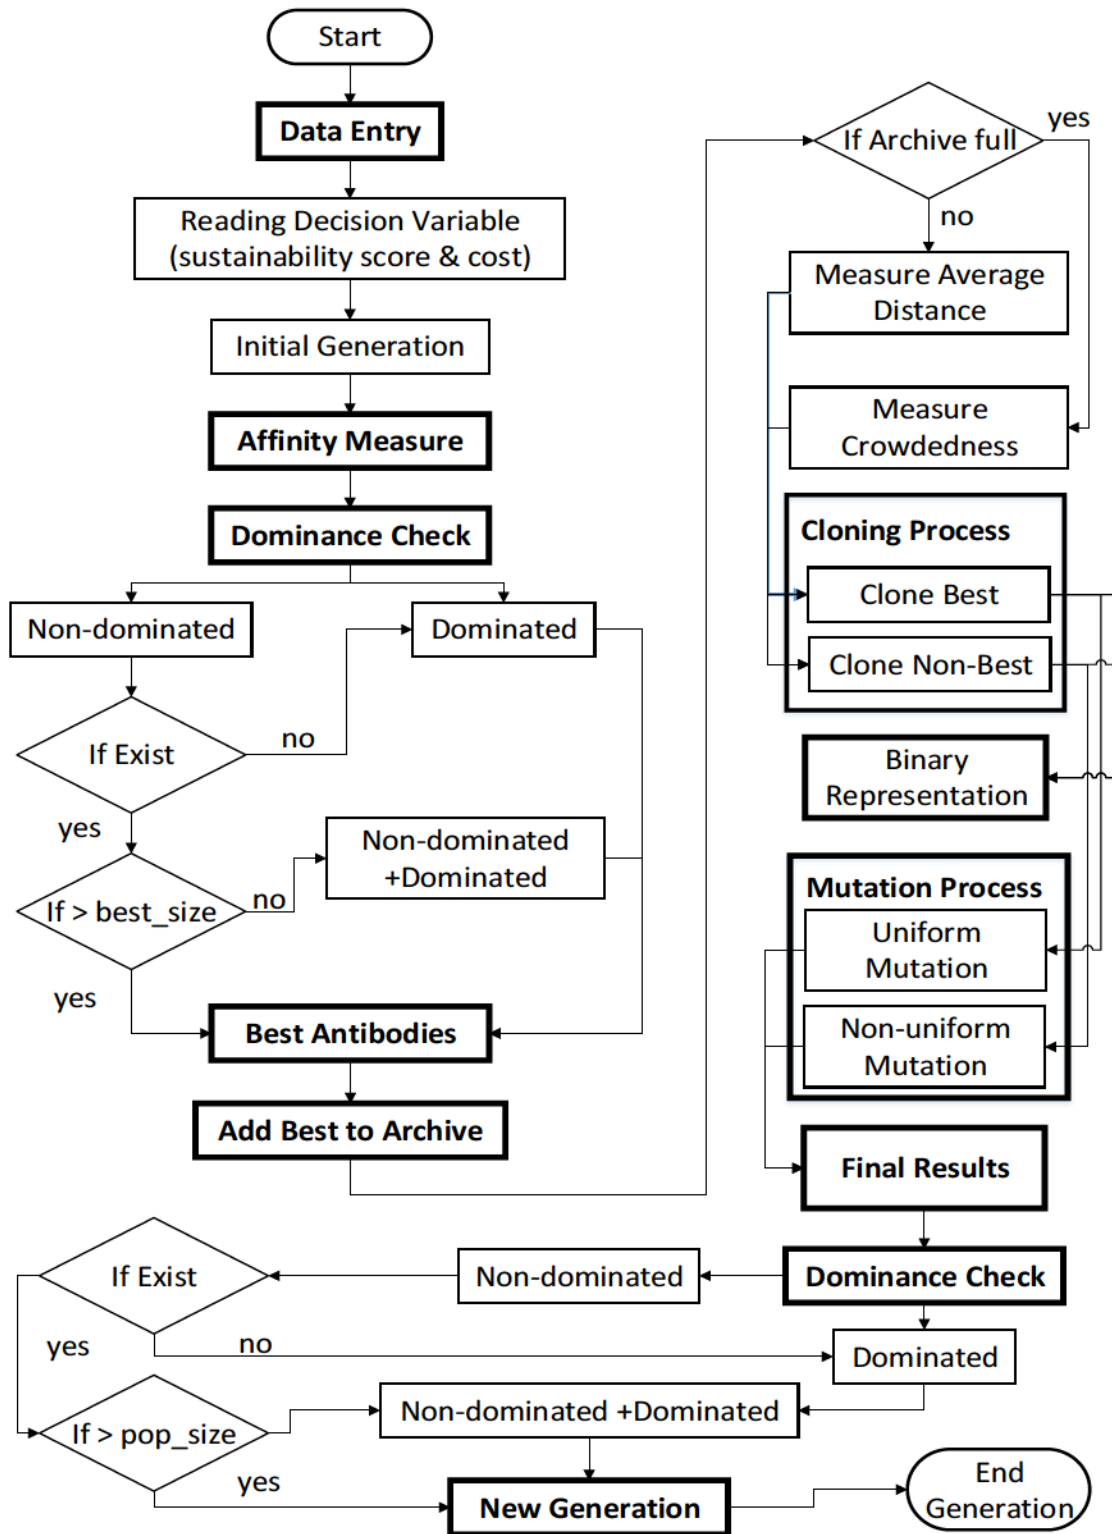 Start
Data Entry
Reading Decision Variable
(sustainability score & cost)
Initial Generation
Affinity Measure
Dominance Check
Non-dominated
Dominated
If Exist
no
yes
Non-dominated
+Dominated
If > best_size
no
yes
Best Antibodies
Add Best to Archive
If Archive full
yes
no
Measure Average
Distance
Measure
Crowdedness
Cloning Process
Clone Best
Clone Non-Best
Binary
Representation
Mutation Process
Uniform
Mutation
Non-uniform
Mutation
Final Results
Dominance Check
Non-dominated
If Exist
yes
no
Dominated
If > pop_size
Non-dominated +Dominated
yes
New Generation
End
Generation